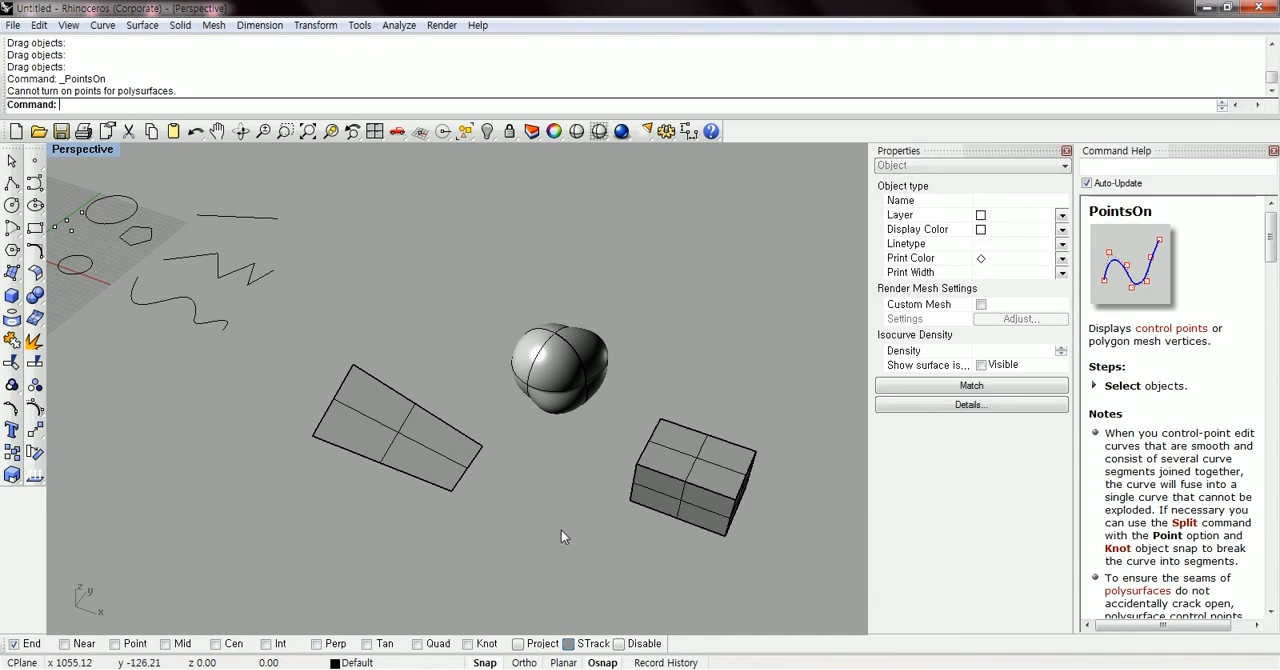 Untitled - Rhinoceros (Corporate) - [Perspective]
File Edit View Curve Surface Solid Mesh Dimension Transform Tools Analyze Render Help
Drag objects:
Drag objects:
Drag objects:
Command: _PointsOn
Cannot turn on points for polysurfaces.
Command:
Perspective
Properties
Object
Object type
Name
Layer
Display Color
Linetype
Print Color
Print Width
Render Mesh Settings
Custom Mesh
Settings Adjust...
Isocurve Density
Density
Show surface is... Visible
Match
Details...
Command Help
Auto-Update
PointsOn
Displays control points or
polygon mesh vertices.
Steps:
Select objects.
Notes
When you control-point edit
curves that are smooth and
consist of several curve
segments joined together,
the curve will fuse into a
single curve that cannot be
exploded. If necessary you
can use the Split command
with the Point option and
Knot object snap to break
the curve into segments.
To ensure the seams of
polysurfaces do not
accidentally crack open,
polysurface control points
z y
x
End Near Point Mid Cen Int Perp Tan Quad Knot Project STrack Disable
CPlane x 1055.12 y -126.21 z 0.00 0.00 Default Snap Ortho Planar Osnap Record History